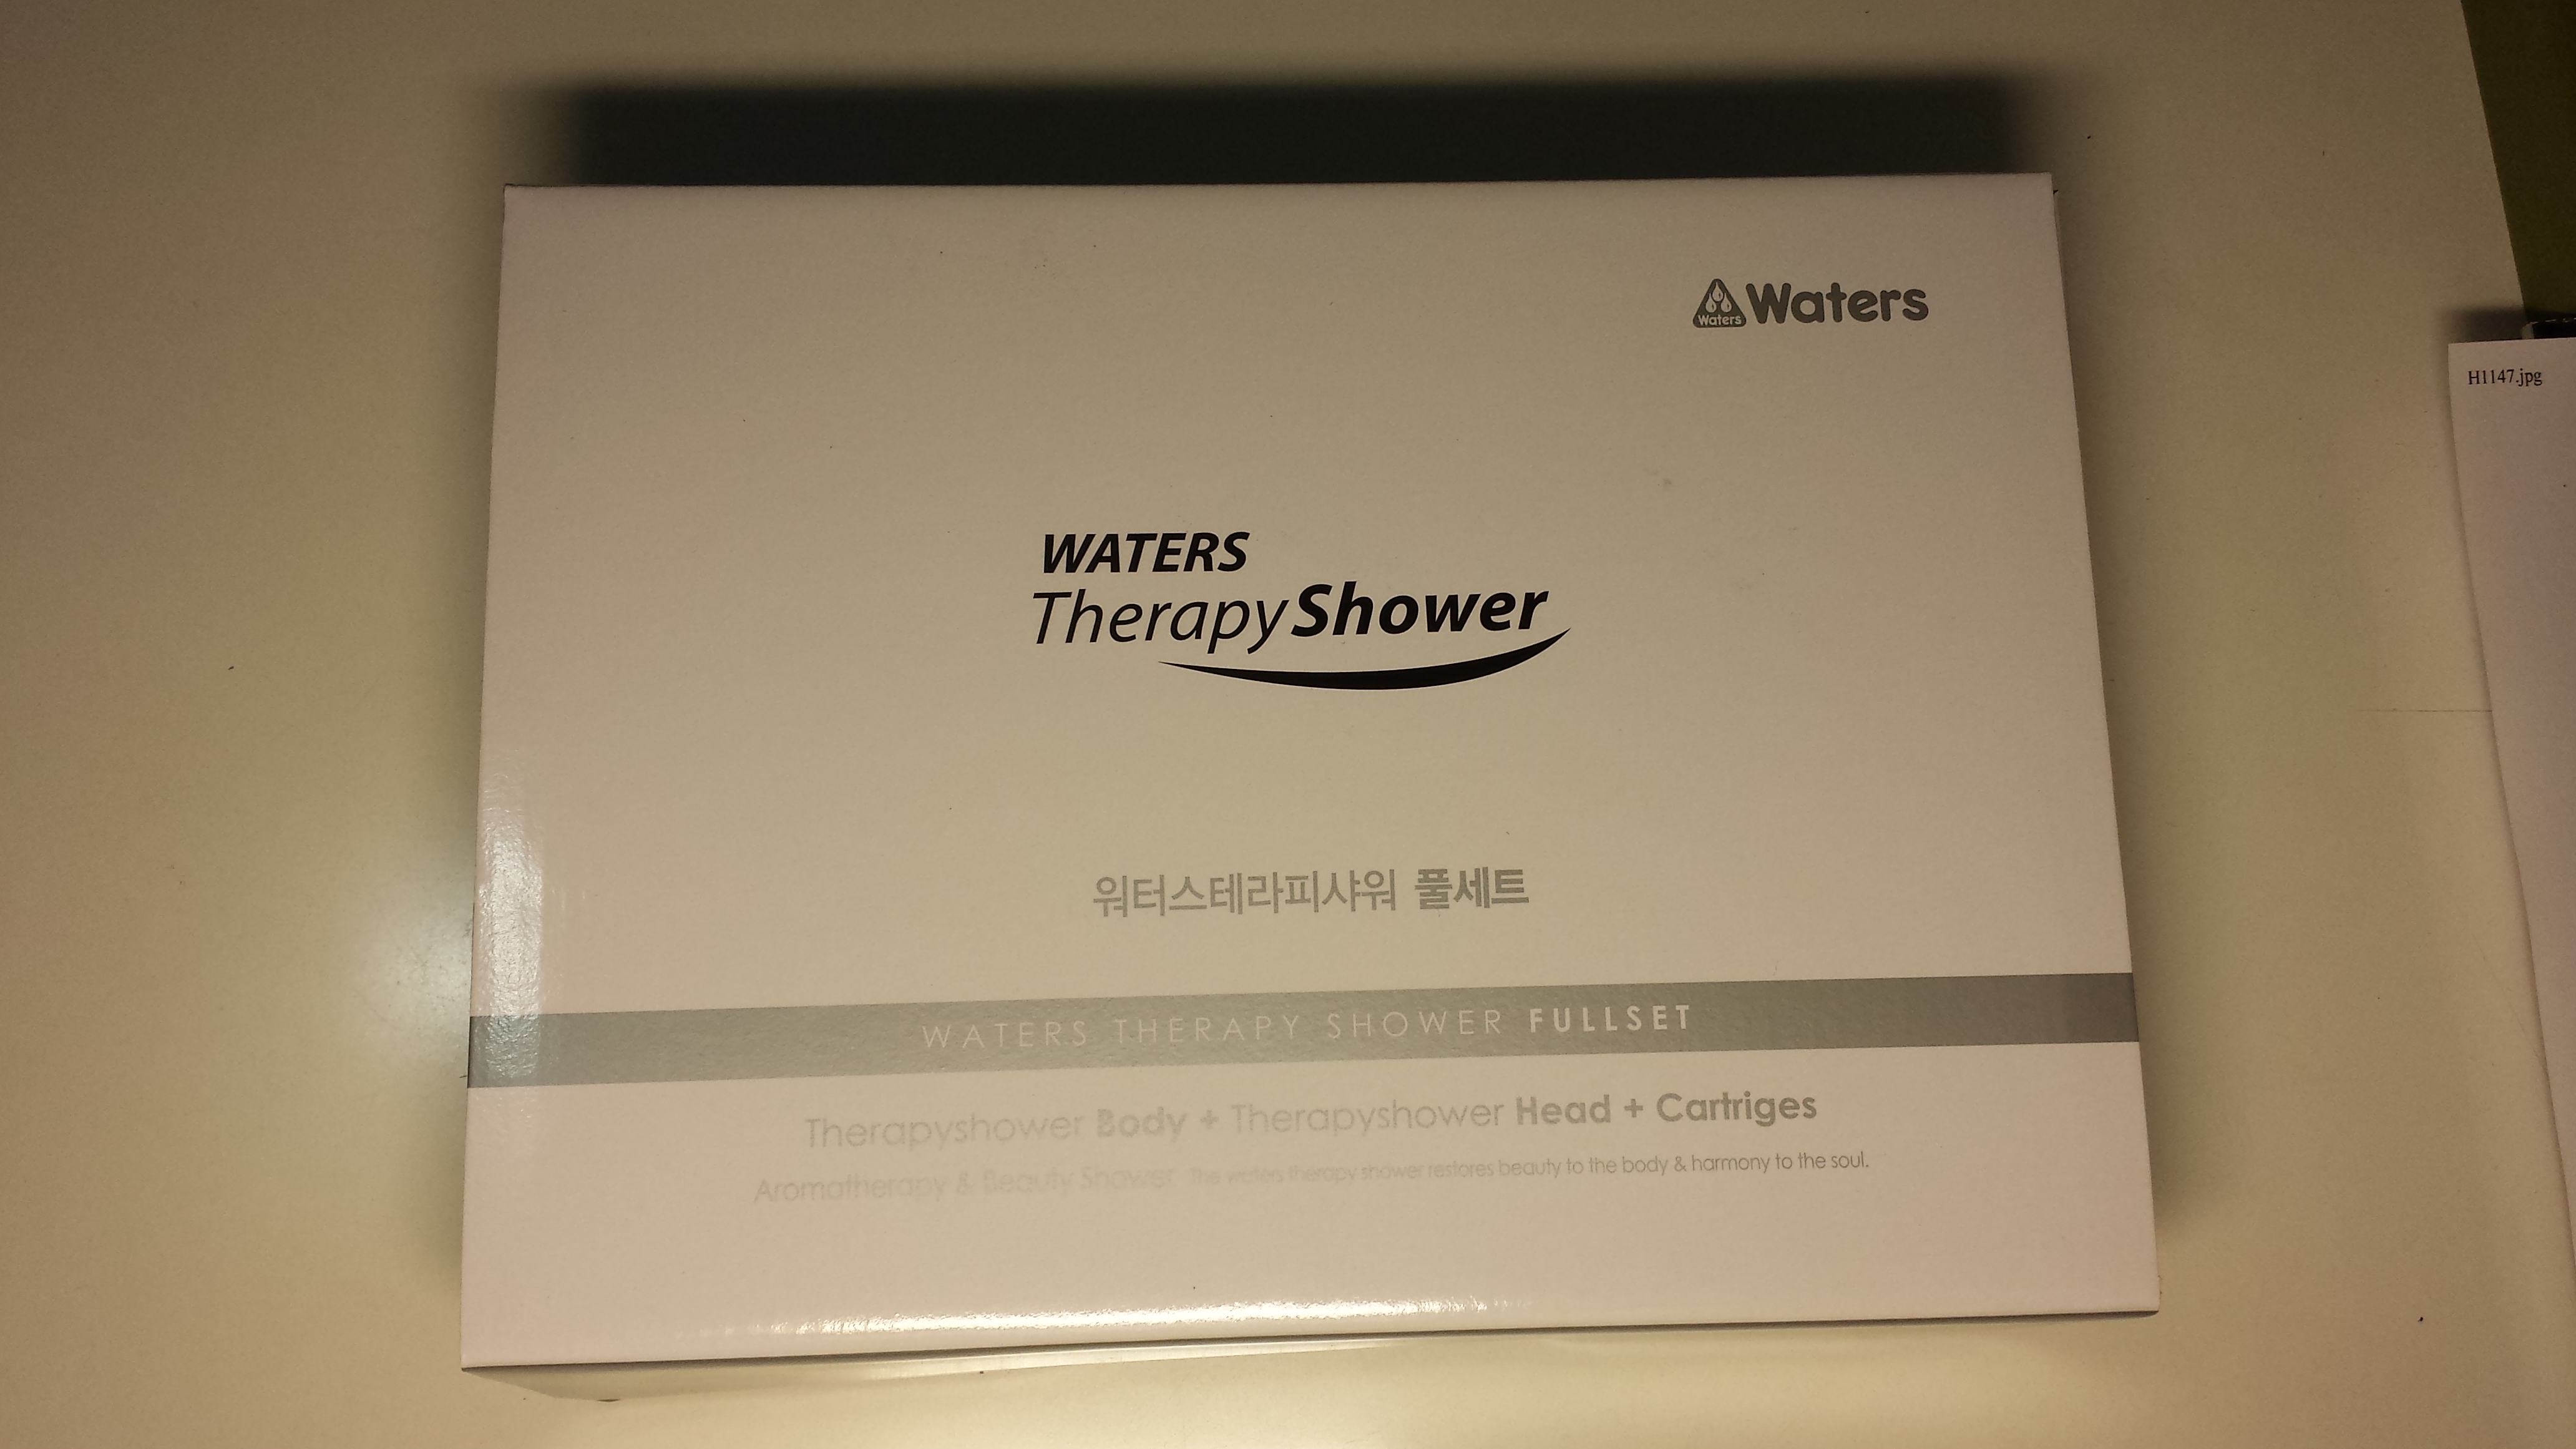 Waters
Waters
H1147.jpg
WATERS
TherapyShower
워터스테라피샤워 풀세트
WATERS THERAPY SHOWER FULLSET
Therapyshower Body + Therapyshower Head + Cartriges
Aromatherapy & Beauty Shower The waters therapy shower restores beauty to the body & harmony to the soul.